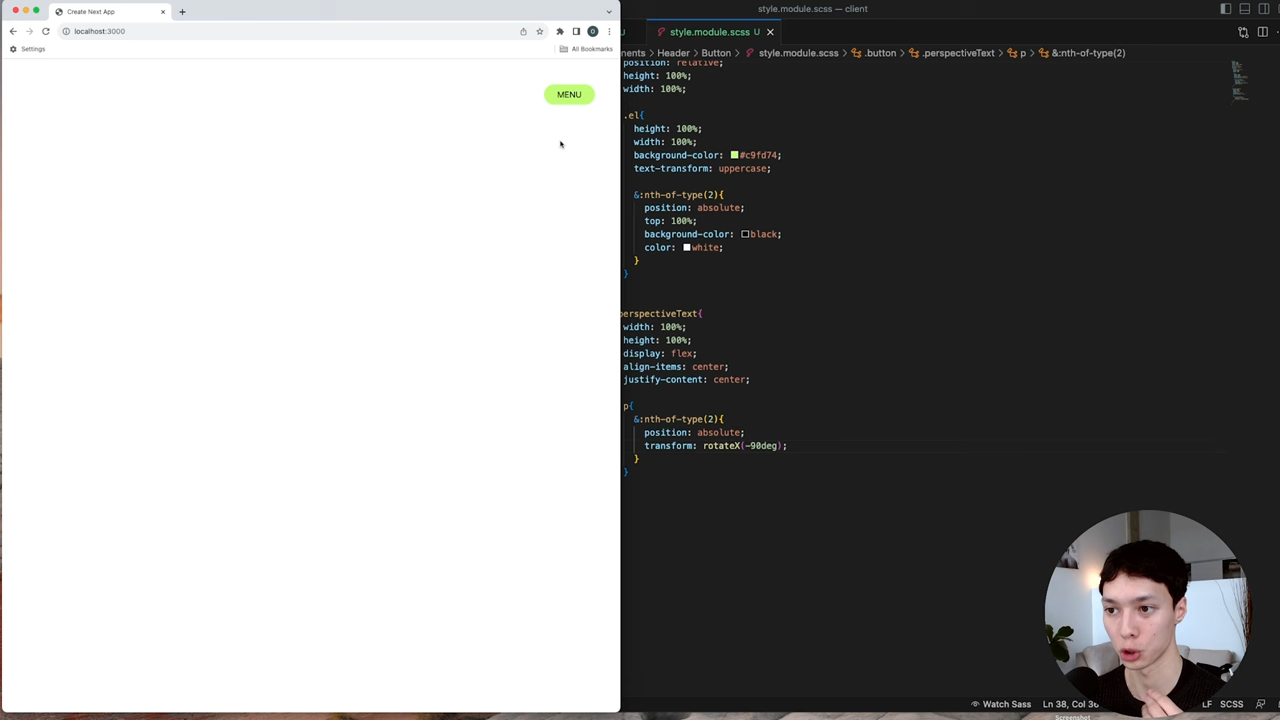 Create Next App
style.module.scss — client
localhost:3000
style.module.scss U
U
Settings
All Bookmarks
Header > Button > style.module.scss > .button > .perspectiveText > p > &:nth-of-type(2)
MENU
position: relative;
height: 100%;
width: 100%;
.el{
height: 100%;
width: 100%;
background-color: #c9fd74;
text-transform: uppercase;
&:nth-of-type(2){
position: absolute;
top: 100%;
background-color: black;
color: white;
}
}
perspectiveText{
width: 100%;
height: 100%;
display: flex;
align-items: center;
justify-content: center;
p{
&:nth-of-type(2){
position: absolute;
transform: rotateX(-90deg);
}
}
Watch Sass
LF
SCSS
Screenshot